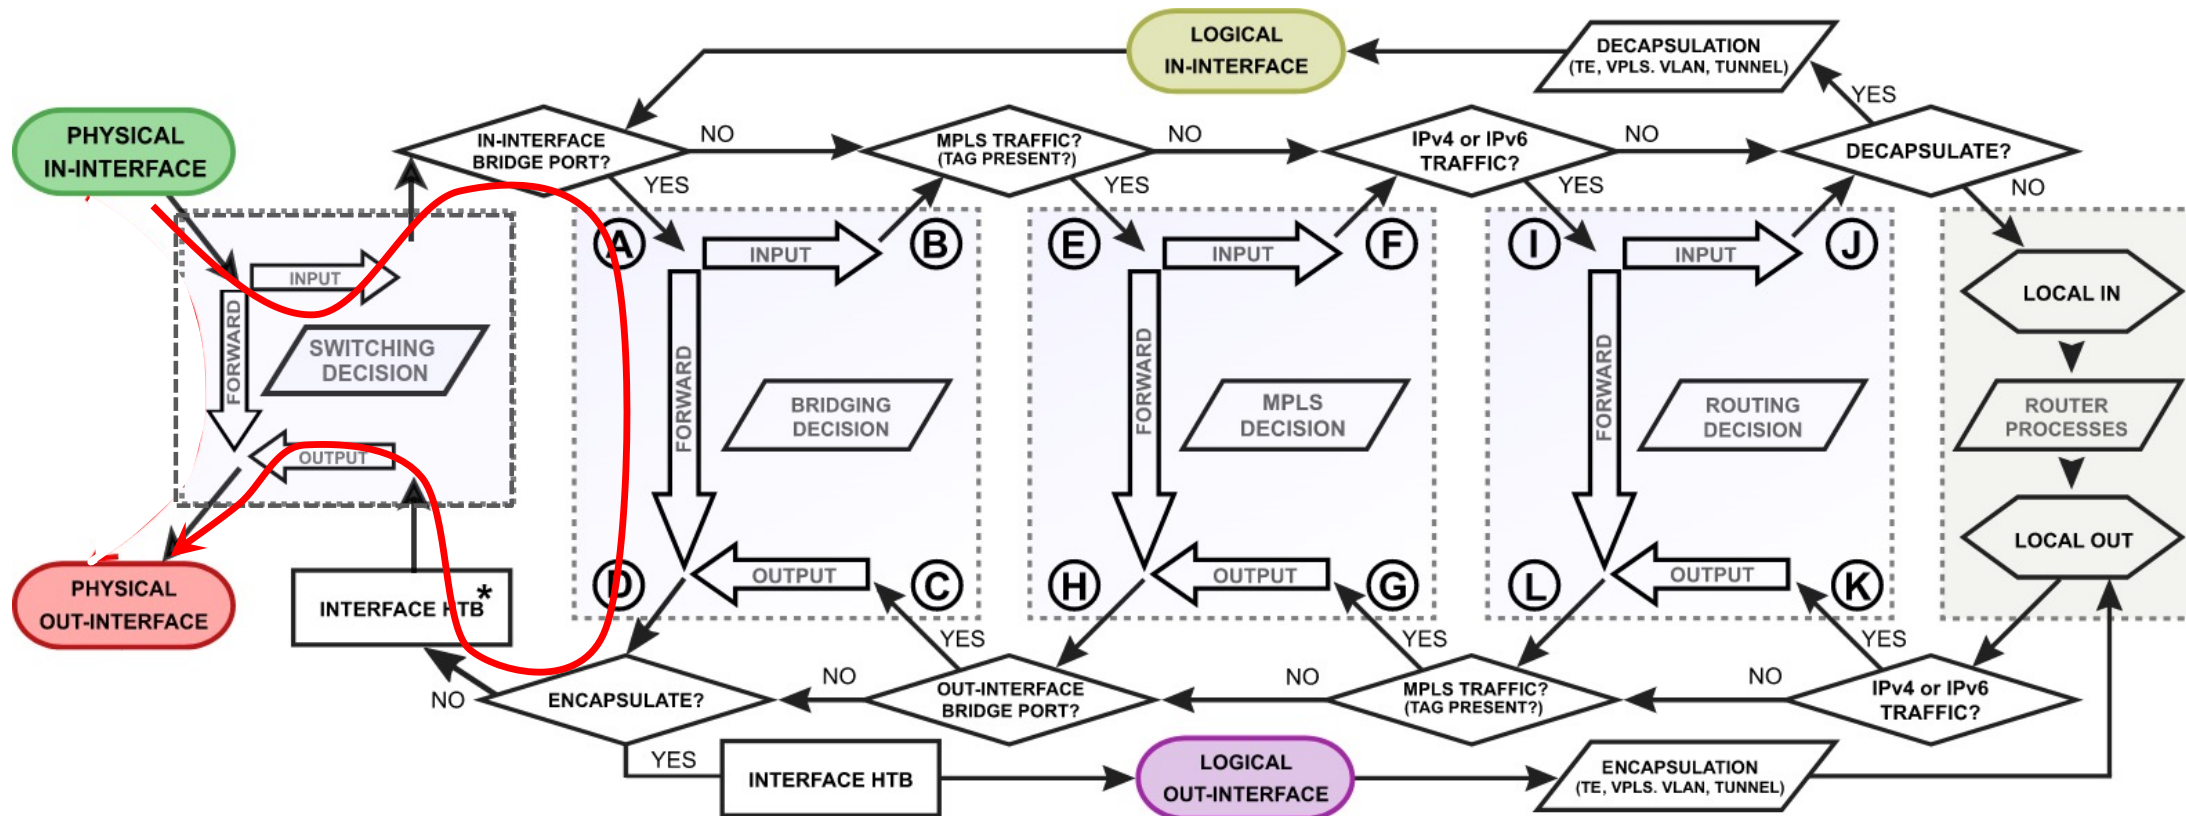 LOGICAL
IN-INTERFACE
DECAPSULATION
(TE, VPLS. VLAN, TUNNEL)
YES
PHYSICAL
IN-INTERFACE
IN-INTERFACE
BRIDGE PORT?
NO
MPLS TRAFFIC?
(TAG PRESENT?)
NO
IPv4 or IPv6
TRAFFIC?
NO
DECAPSULATE?
YES
YES
YES
NO
A
INPUT
B
E
INPUT
F
I
INPUT
J
INPUT
FORWARD
SWITCHING
DECISION
OUTPUT
FORWARD
BRIDGING
DECISION
FORWARD
MPLS
DECISION
FORWARD
ROUTING
DECISION
LOCAL IN
ROUTER
PROCESSES
LOCAL OUT
D
OUTPUT
C
H
OUTPUT
G
L
OUTPUT
K
PHYSICAL
OUT-INTERFACE
INTERFACE HTB*
YES
YES
YES
NO
ENCAPSULATE?
NO
OUT-INTERFACE
BRIDGE PORT?
NO
MPLS TRAFFIC?
(TAG PRESENT?)
NO
IPv4 or IPv6
TRAFFIC?
YES
INTERFACE HTB
LOGICAL
OUT-INTERFACE
ENCAPSULATION
(TE, VPLS. VLAN, TUNNEL)